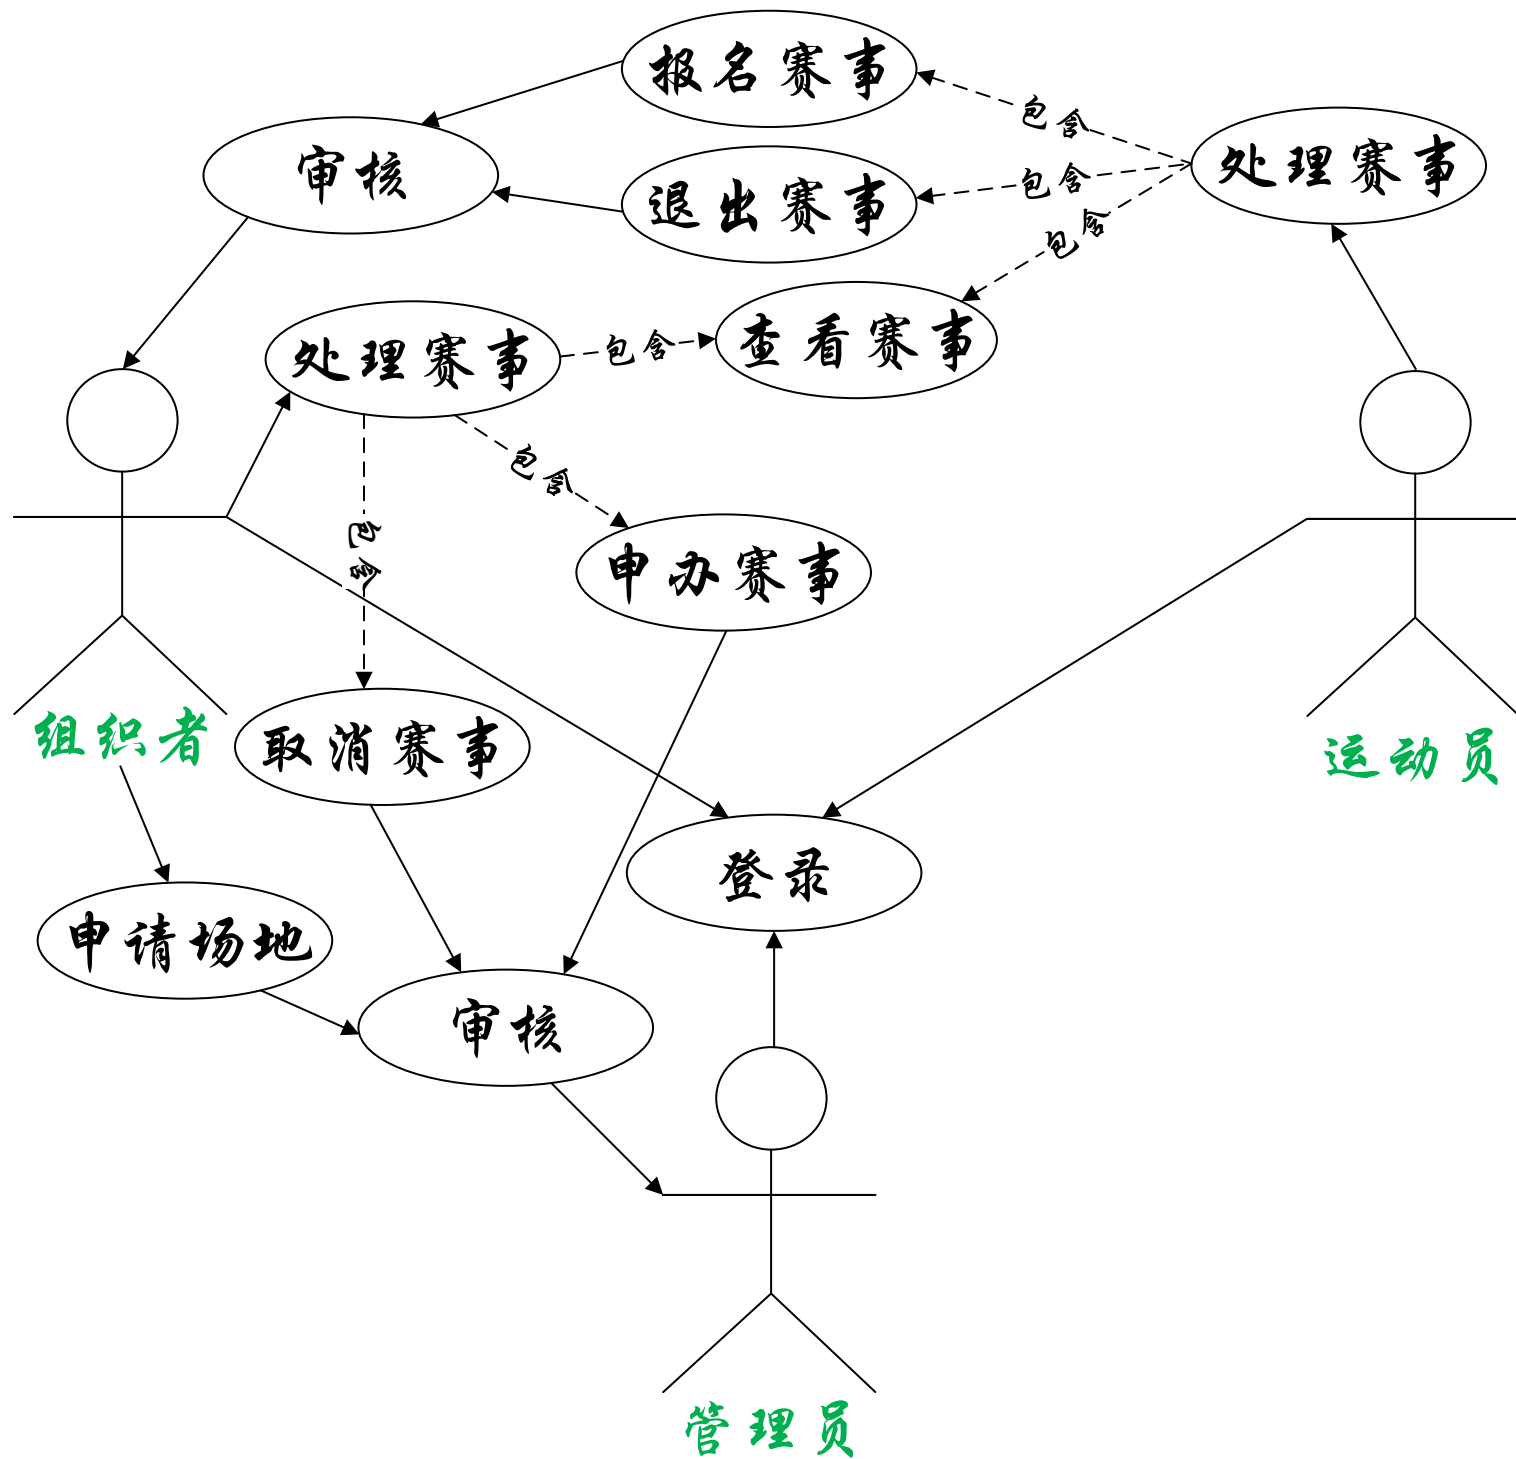 报名赛事
包含
处理赛事
审核
退出赛事
包含
包含
处理赛事
包含
查看赛事
包含
包含
申办赛事
组织者
取消赛事
运动员
登录
申请场地
审核
管理员